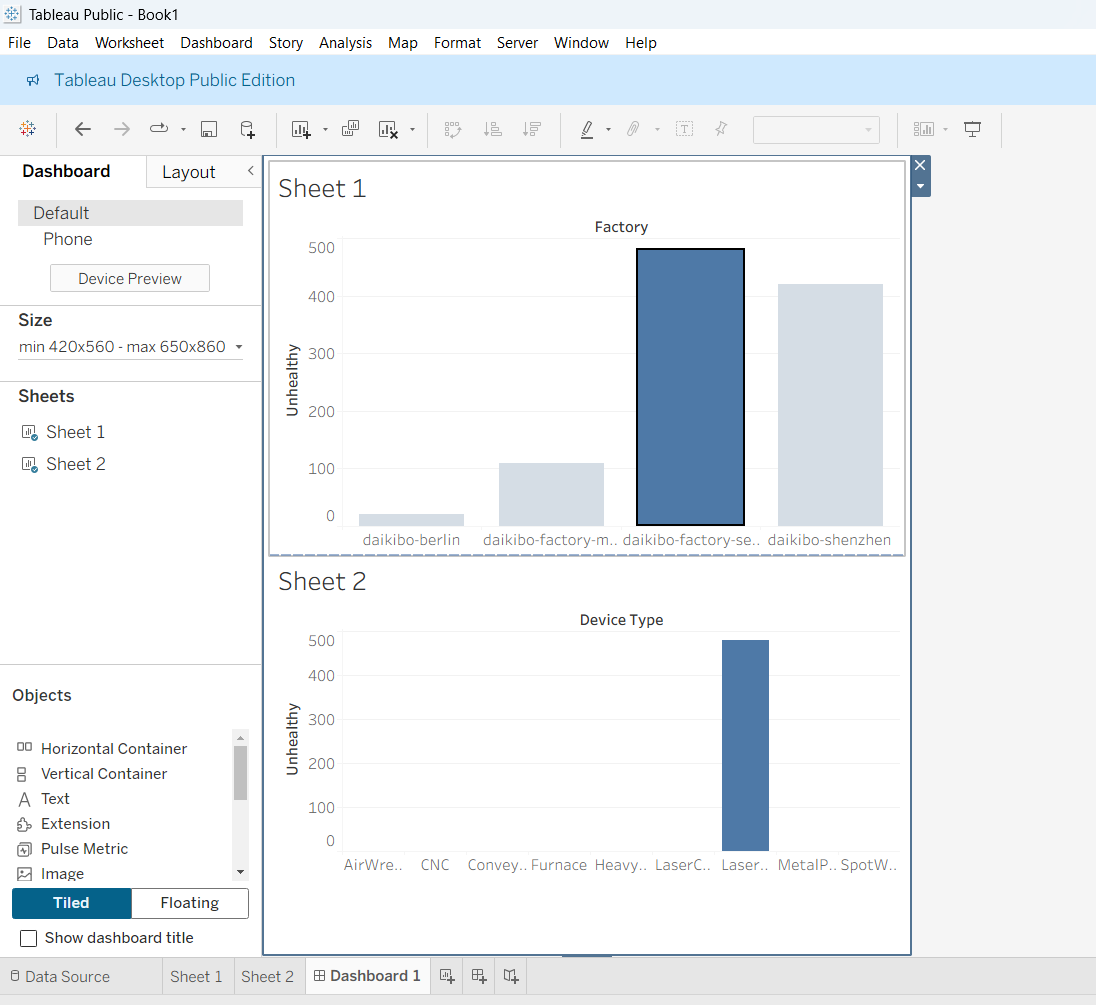 Tableau Public - Book1
File Data Worksheet Dashboard Story Analysis Map Format Server Window Help
Tableau Desktop Public Edition
Dashboard Layout
Default
Phone
Device Preview
Size
min 420x560 - max 650x860
Sheets
Sheet 1
Sheet 2
Objects
Horizontal Container
Vertical Container
Text
Extension
Pulse Metric
Image
Tiled Floating
Show dashboard title
Sheet 1
Factory
500
400
300
200
100
0
Unhealthy
daikibo-berlin daikibo-factory-m.. daikibo-factory-se.. daikibo-shenzhen
Sheet 2
Device Type
500
400
300
200
100
0
Unhealthy
AirWre.. CNC Convey.. Furnace Heavy.. LaserC.. Laser.. MetalP.. SpotW..
Data Source Sheet 1 Sheet 2 Dashboard 1